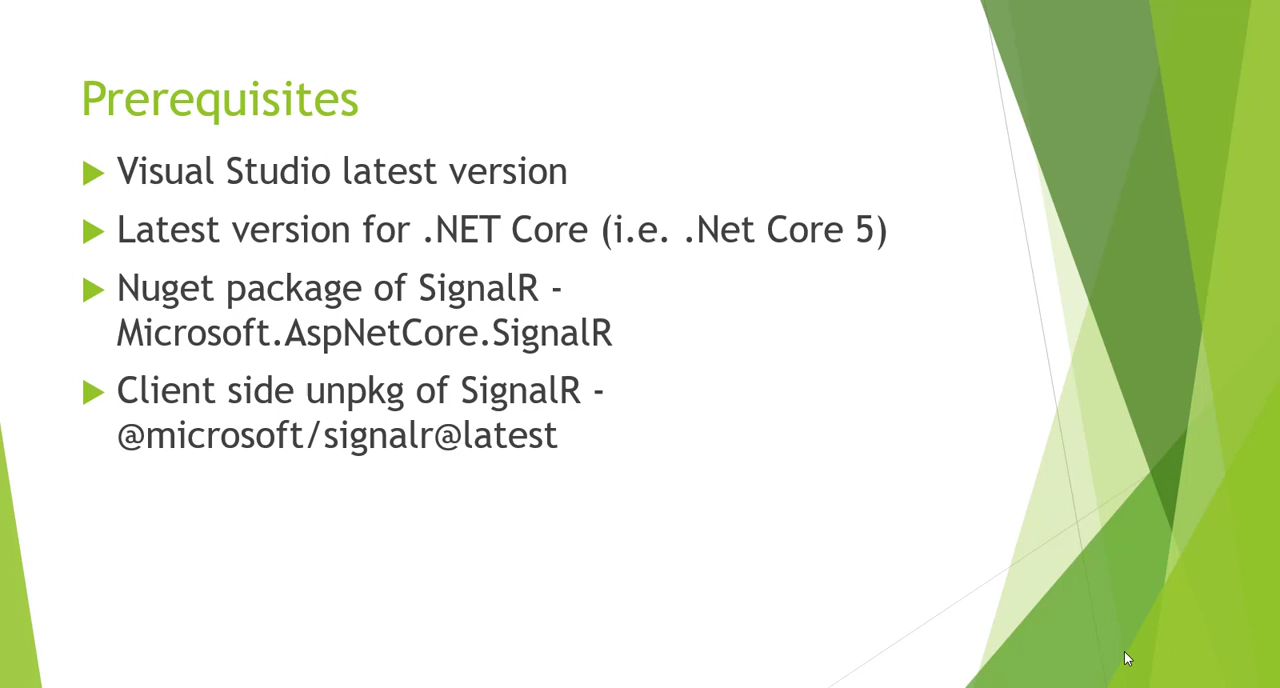 Prerequisites
Visual Studio latest version
Latest version for .NET Core (i.e. .Net Core 5)
Nuget package of SignalR -
Microsoft.AspNetCore.SignalR
Client side unpkg of SignalR -
@microsoft/signalr@latest